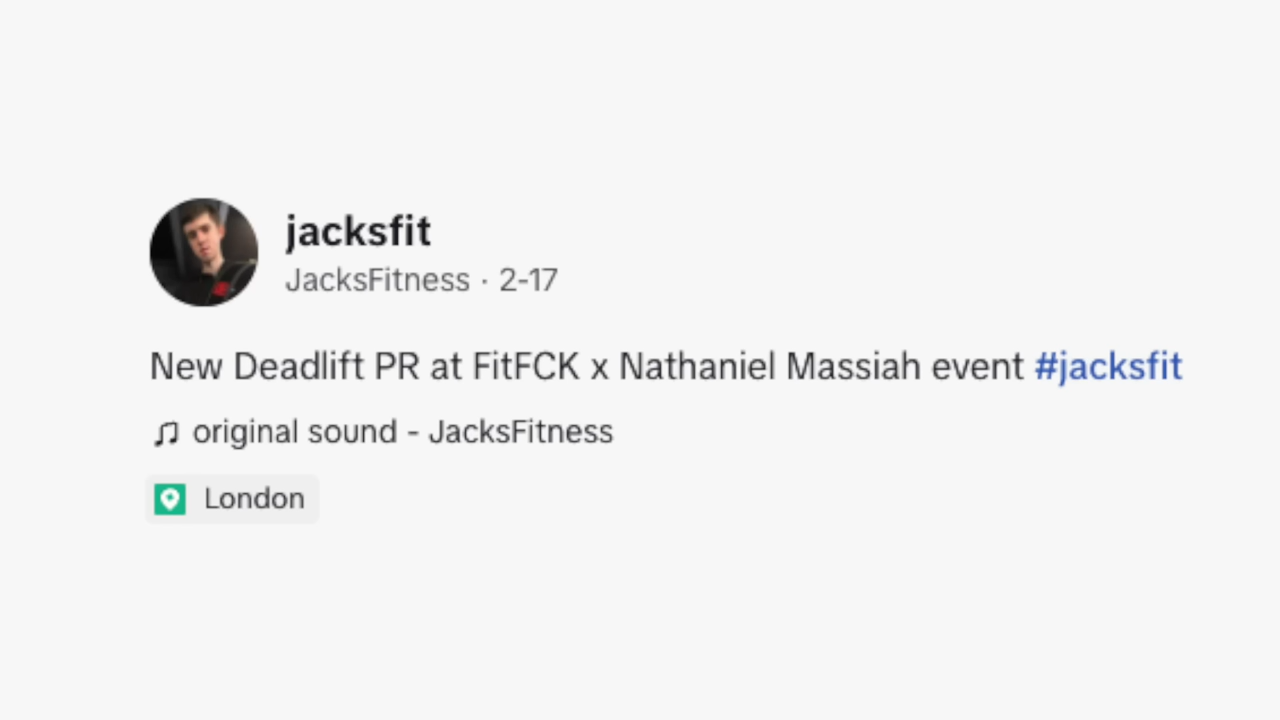 jacksfit
JacksFitness · 2-17
New Deadlift PR at FitFCK x Nathaniel Massiah event #jacksfit
original sound - JacksFitness
London